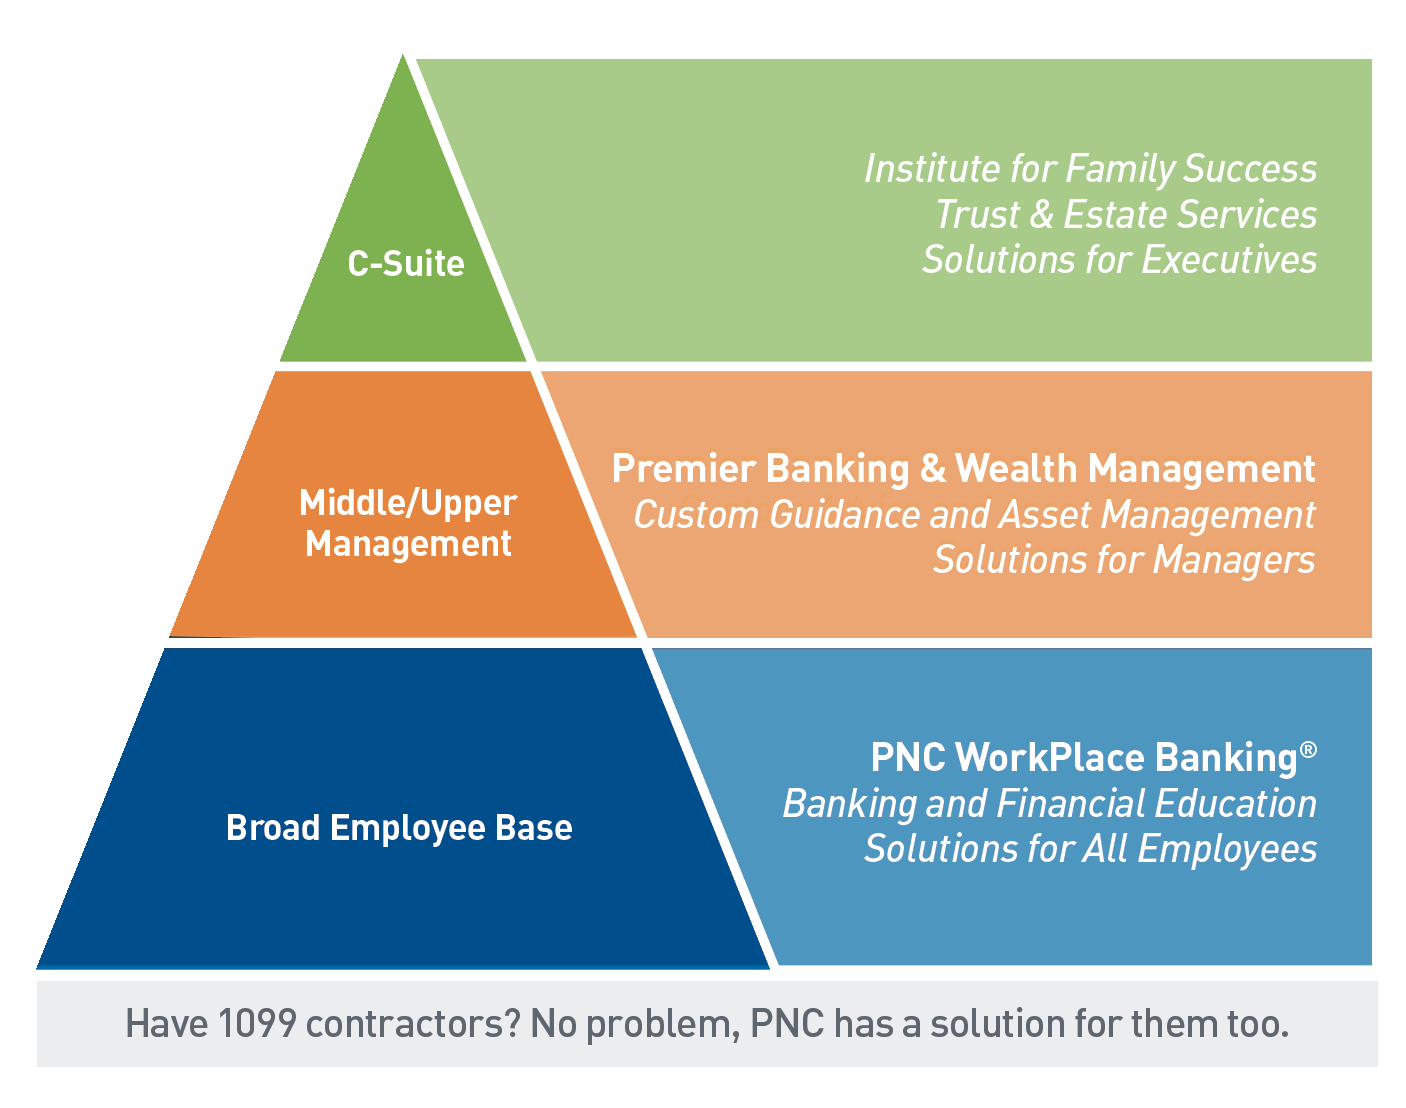 C-Suite
Institute for Family Success
Trust & Estate Services
Solutions for Executives
Middle/Upper
Management
Premier Banking & Wealth Management
Custom Guidance and Asset Management
Solutions for Managers
Broad Employee Base
PNC WorkPlace Banking®
Banking and Financial Education
Solutions for All Employees
Have 1099 contractors? No problem, PNC has a solution for them too.